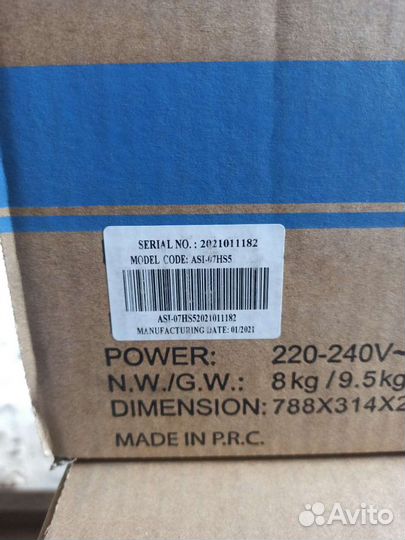 SERIAL NO. : 2021011182
MODEL CODE: ASI-07HS5
ASI-07HS52021011182
MANUFACTURING DATE: 01/2021
POWER: 220-240V~
N.W./G.W.: 8kg/9.5kg
DIMENSION: 788X314X2
MADE IN P.R.C.
Avito